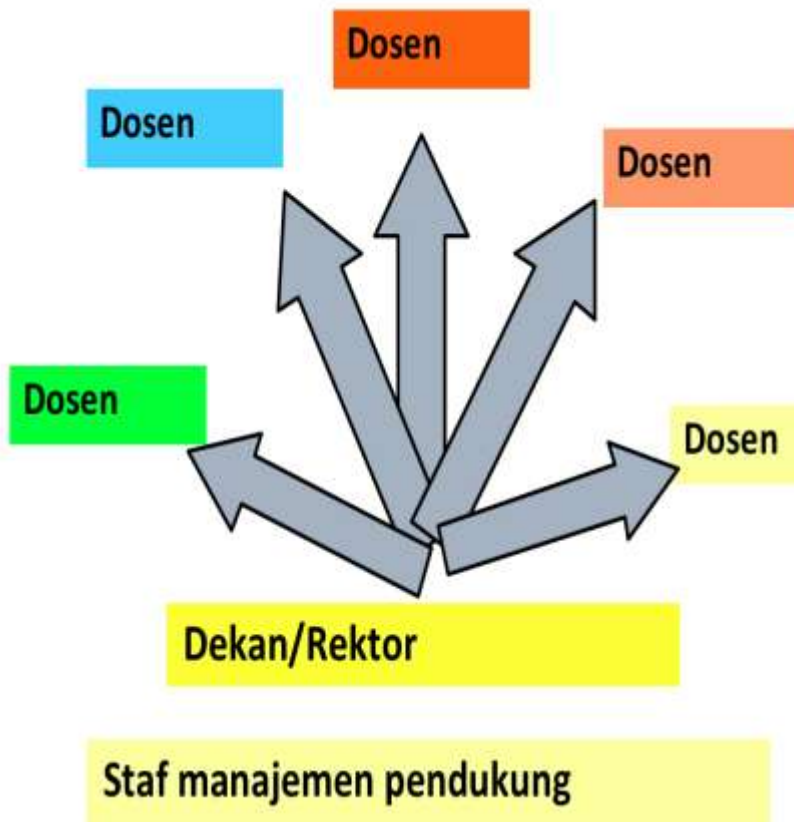 Dosen
Dosen
Dosen
Dosen
Dosen
Dekan/Rektor
Staf manajemen pendukung